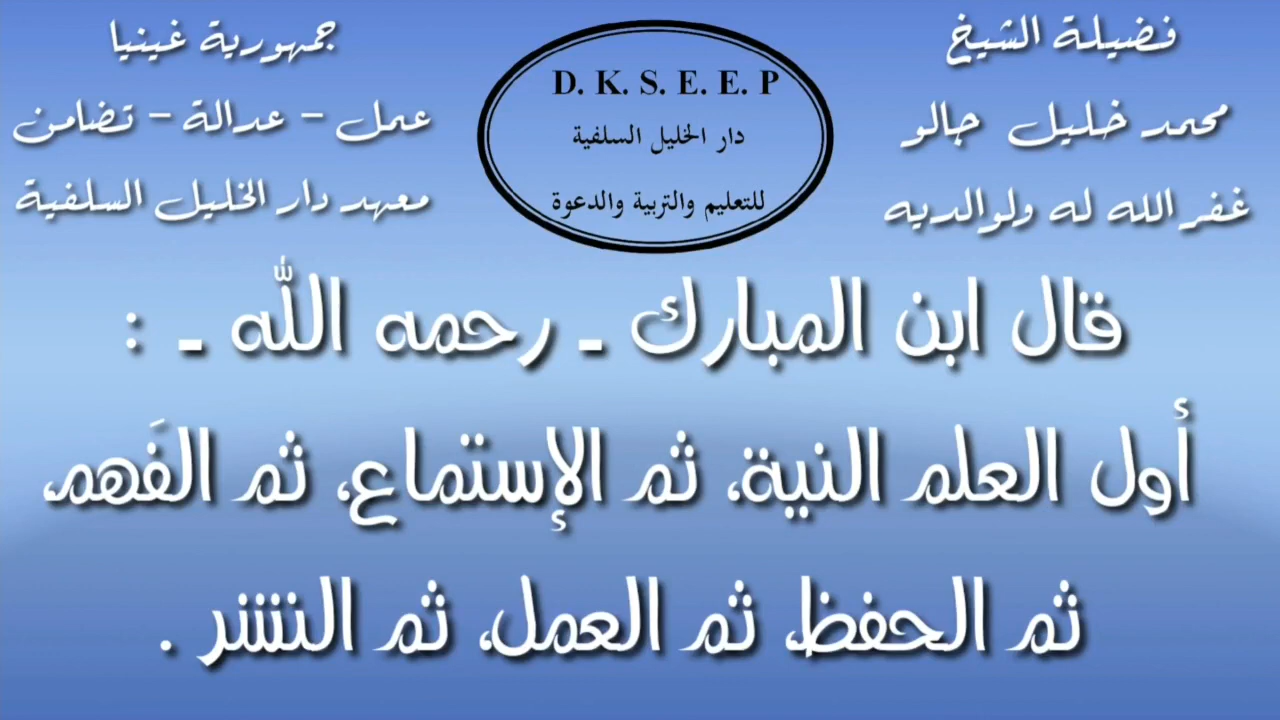 فضيلة الشيخ
محمد خليل جالو
غفر الله له ولوالديه
D. K. S. E. E. P
دار الخليل السلفية
للتعليم والتربية والدعوة
جمهورية غينيا
عمل - عدالة - تضامن
معهد دار الخليل السلفية
قال ابن المبارك - رحمه الله - :
أول العلم النية، ثم الإستماع، ثم الفَهم،
ثم الحفظ، ثم العمل، ثم النشر .